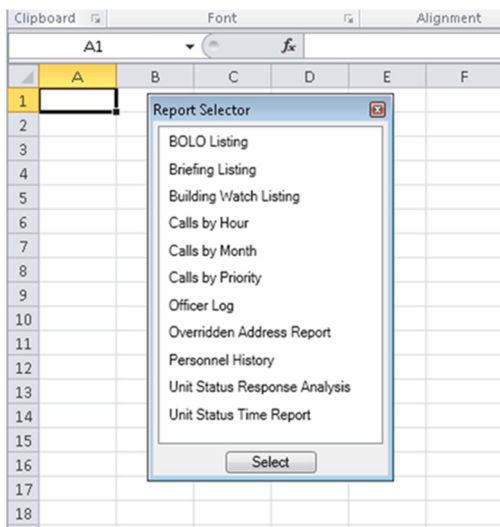 Clipboard Font Alignment
A1 fx
A B C D E F
1
Report Selector
2
BOLO Listing
3
Briefing Listing
4
Building Watch Listing
5
Calls by Hour
6
Calls by Month
7
Calls by Priority
8
Officer Log
9
Overridden Address Report
10
Personnel History
11
Unit Status Response Analysis
12
Unit Status Time Report
13
14
15
Select
16
17
18